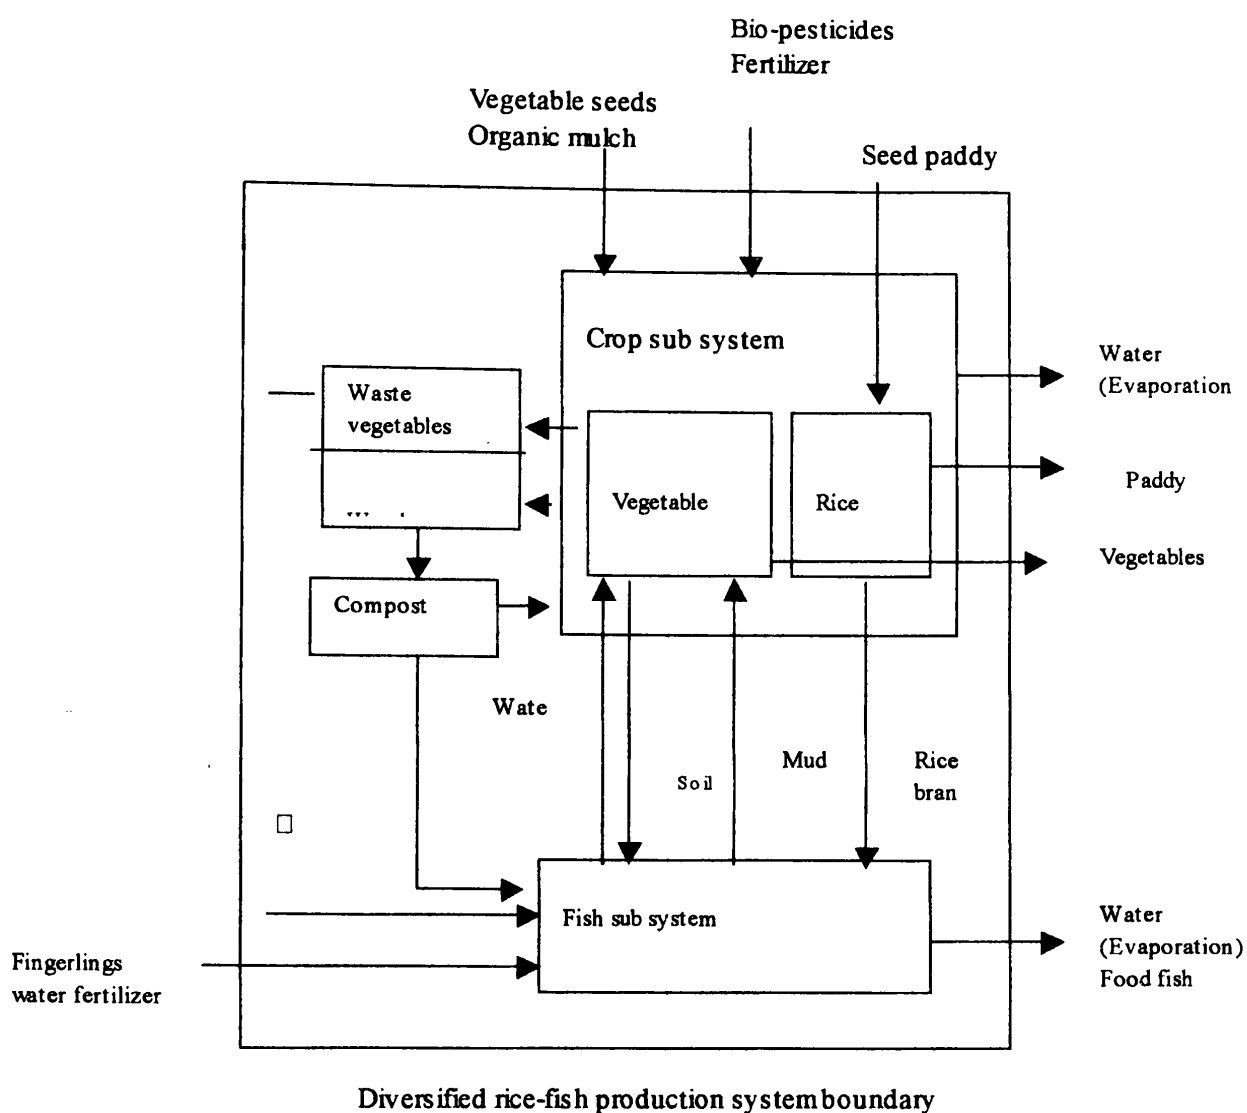 Bio-pesticides
Fertilizer
Vegetable seeds
Organic mulch
Seed paddy
Crop sub system
Water
(Evaporation
Waste
vegetables
Vegetable
Rice
Paddy
Vegetables
Compost
Wate
Mud
Rice
bran
Soil
Fish sub system
Water
(Evaporation)
Food fish
Fingerlings
water fertilizer
Diversified rice-fish production system boundary